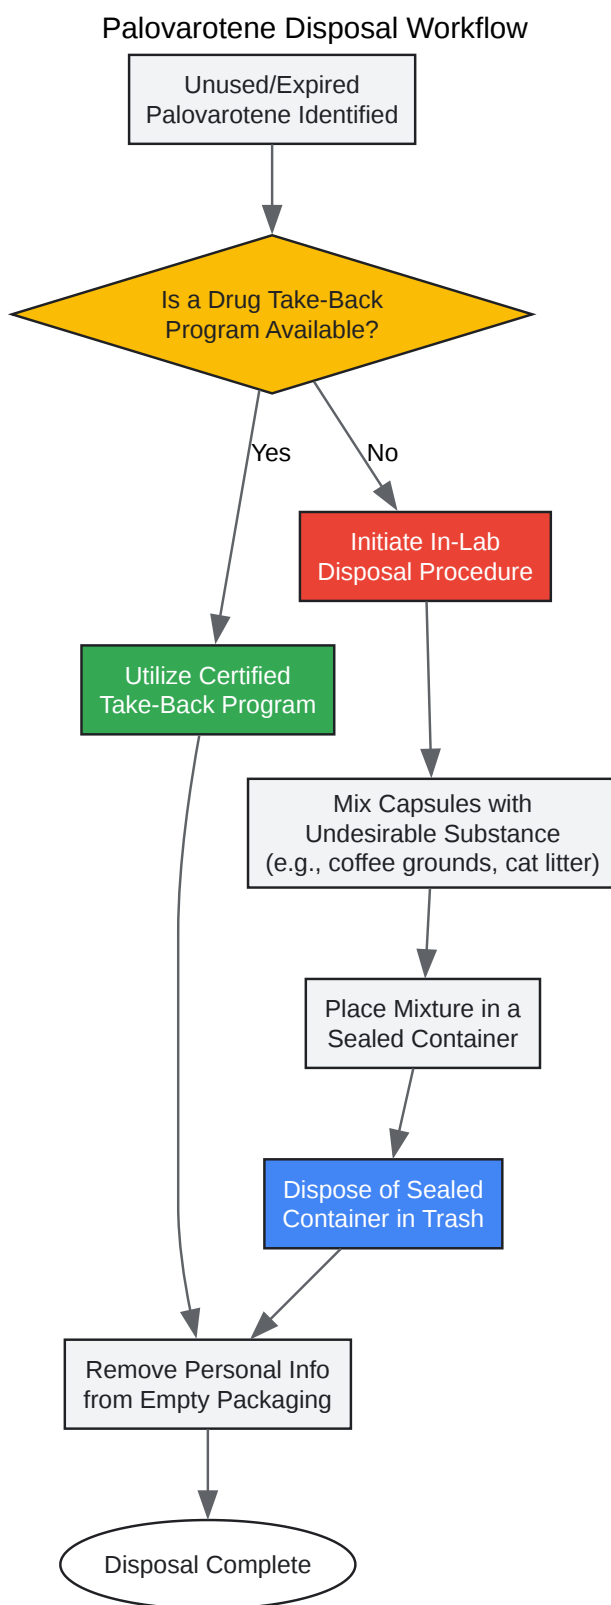 Palovarotene Disposal Workflow
Unused/Expired
Palovarotene Identified
Is a Drug Take-Back
Program Available?
Yes
No
Initiate In-Lab
Disposal Procedure
Utilize Certified
Take-Back Program
Mix Capsules with
Undesirable Substance
(e.g., coffee grounds, cat litter)
Place Mixture in a
Sealed Container
Dispose of Sealed
Container in Trash
Remove Personal Info
from Empty Packaging
Disposal Complete